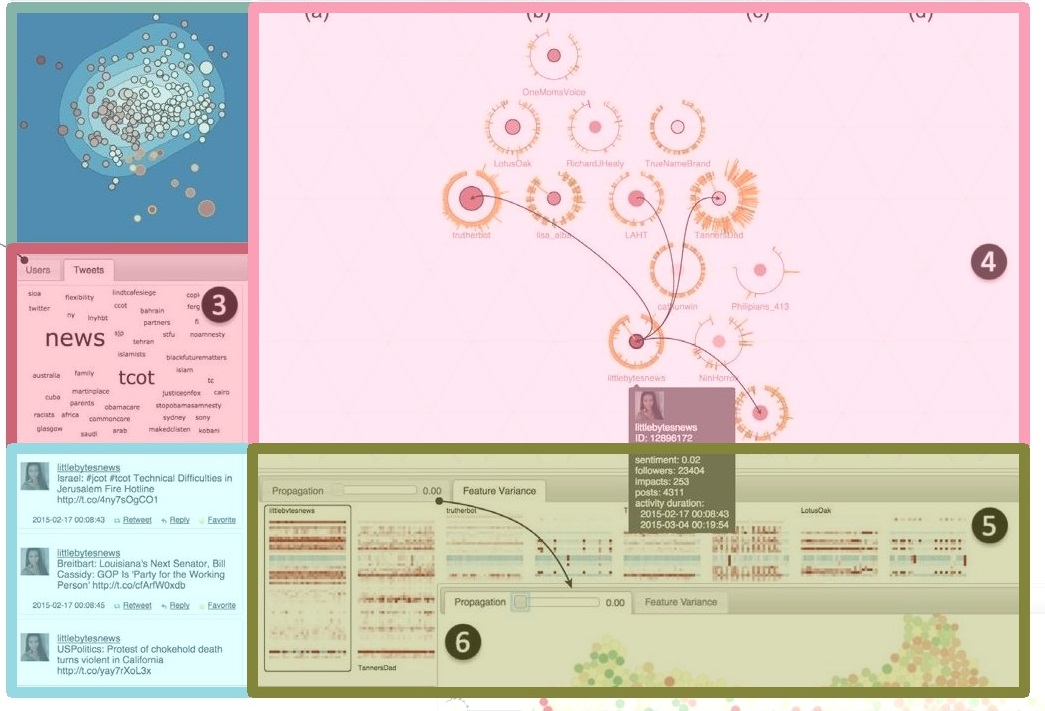 (a)
(b)
(c)
(d)
OneMomsVoice
LotusOak
RichardJHealy
TrueNameBrand
trutherbot
lisa_alba
LAHT
TannersDad
Philipians_413
littlebytesnews
4
littlebytesnews
ID: 12896172
sentiment: 0.02
followers: 23404
impacts: 253
posts: 4311
activity duration:
2015-02-17 00:08:43
2015-03-04 00:19:54
Users
Tweets
3
sioa
flexibility
lindtcafesiege
twitter
ccot
ny
lnyhbt
bahrain
partners
fl
news
sjp
tehran
stfu
noamnesty
islamists
blackfuturematters
australia
family
tcot
islam
tc
cuba
martinplace
justiceonfox
cairo
parents
obamacare
stopobamasamnesty
racists
africa
commoncore
sydney
sony
glasgow
saudi
arab
makedclisten
kobani
littlebytesnews
Israel: #jcot #tcot Technical Difficulties in
Jerusalem Fire Hotline
http://t.co/4ny7sOgCO1
2015-02-17 00:08:43 Retweet Reply Favorite
littlebytesnews
Breitbart: Louisiana's Next Senator, Bill
Cassidy: GOP Is 'Party for the Working
Person' http://t.co/cfArfW0xdb
2015-02-17 00:08:45 Retweet Reply Favorite
littlebytesnews
USPolitics: Protest of chokehold death
turns violent in California
http://t.co/yay7rXoL3x
Propagation 0.00 Feature Variance
littlebytesnews
trutherbot
LotusOak
5
TannersDad
Propagation 0.00 Feature Variance
6